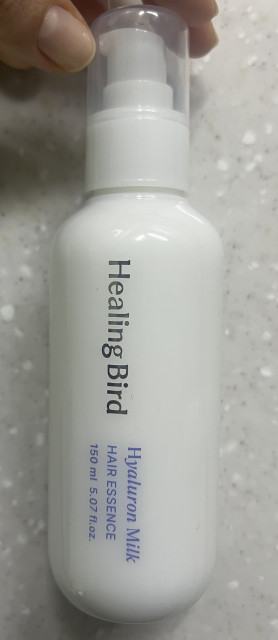 Healing Bird
Hyaluron Milk
HAIR ESSENCE
150 ml 5.07 fl.oz.